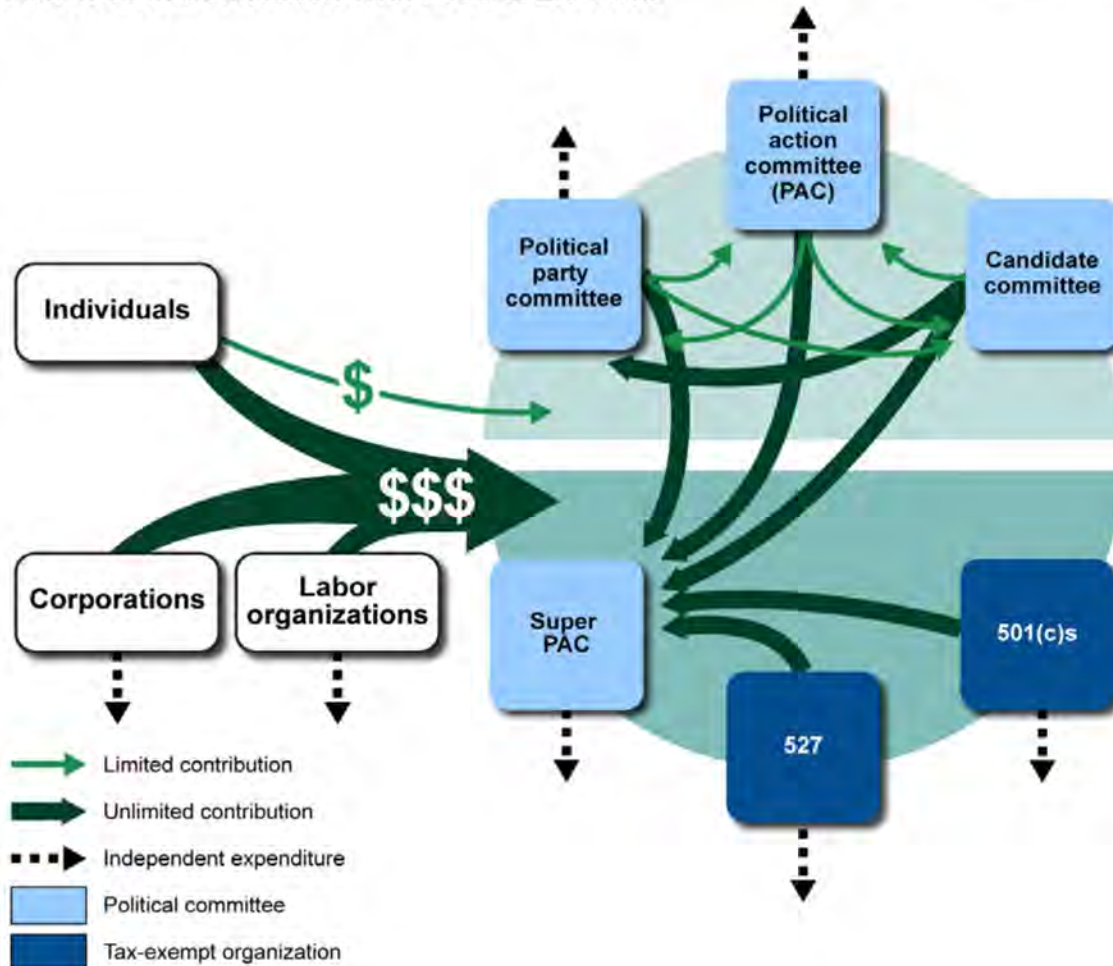 Political
action
committee
(PAC)
Political
party
committee
Candidate
committee
Individuals
$
$$$
Corporations
Labor
organizations
Super
PAC
501(c)s
527
Limited contribution
Unlimited contribution
Independent expenditure
Political committee
Tax-exempt organization